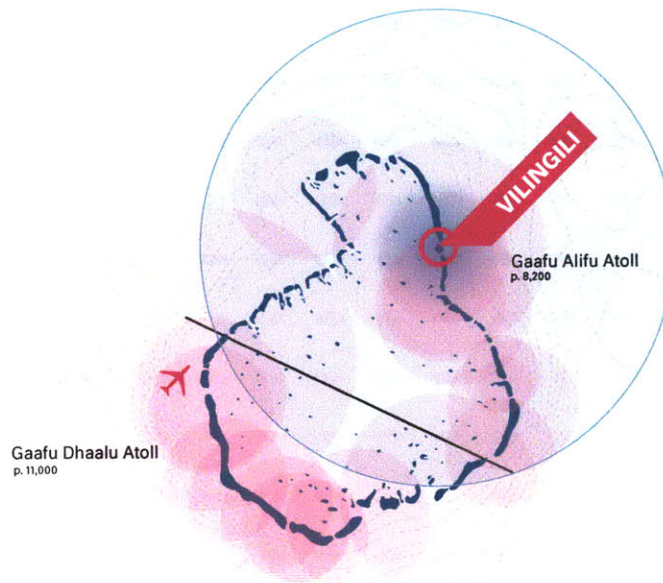 VILINGILI
Gaafu Alifu Atoll
p. 8,200
Gaafu Dhaalu Atoll
p. 11,000